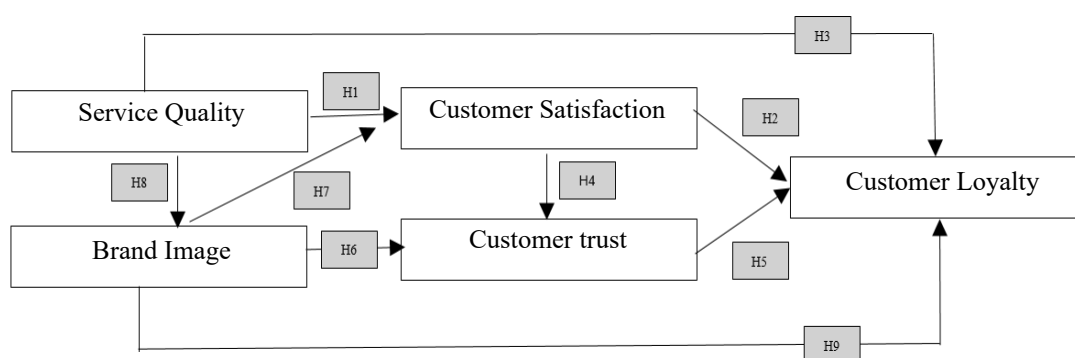 H3
H1
Service Quality
Customer Satisfaction
H2
H8
H7
H4
Customer Loyalty
Brand Image
H6
Customer trust
H5
H9